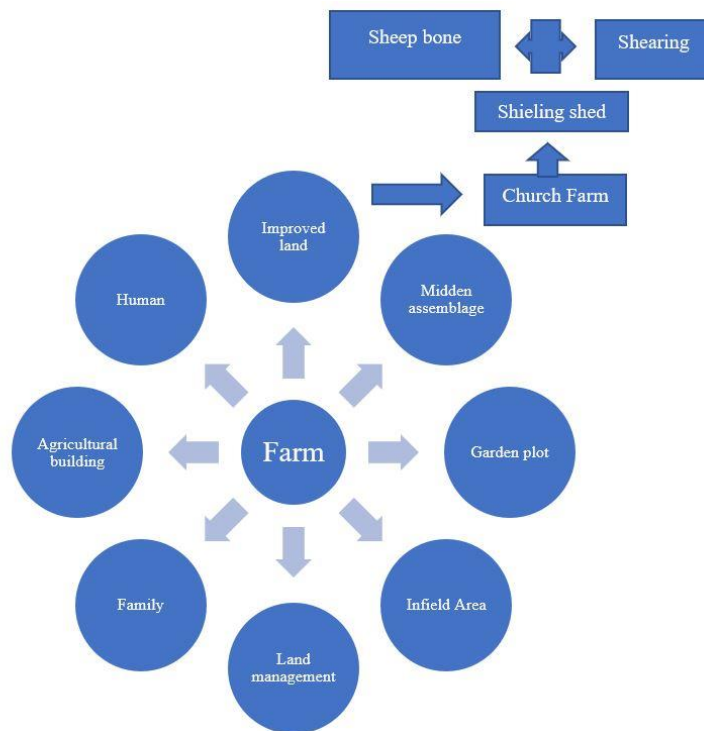 Sheep bone
Shearing
Shieling shed
Church Farm
Improved
land
Midden
assemblage
Human
Agricultural
building
Farm
Garden plot
Family
Infield Area
Land
management